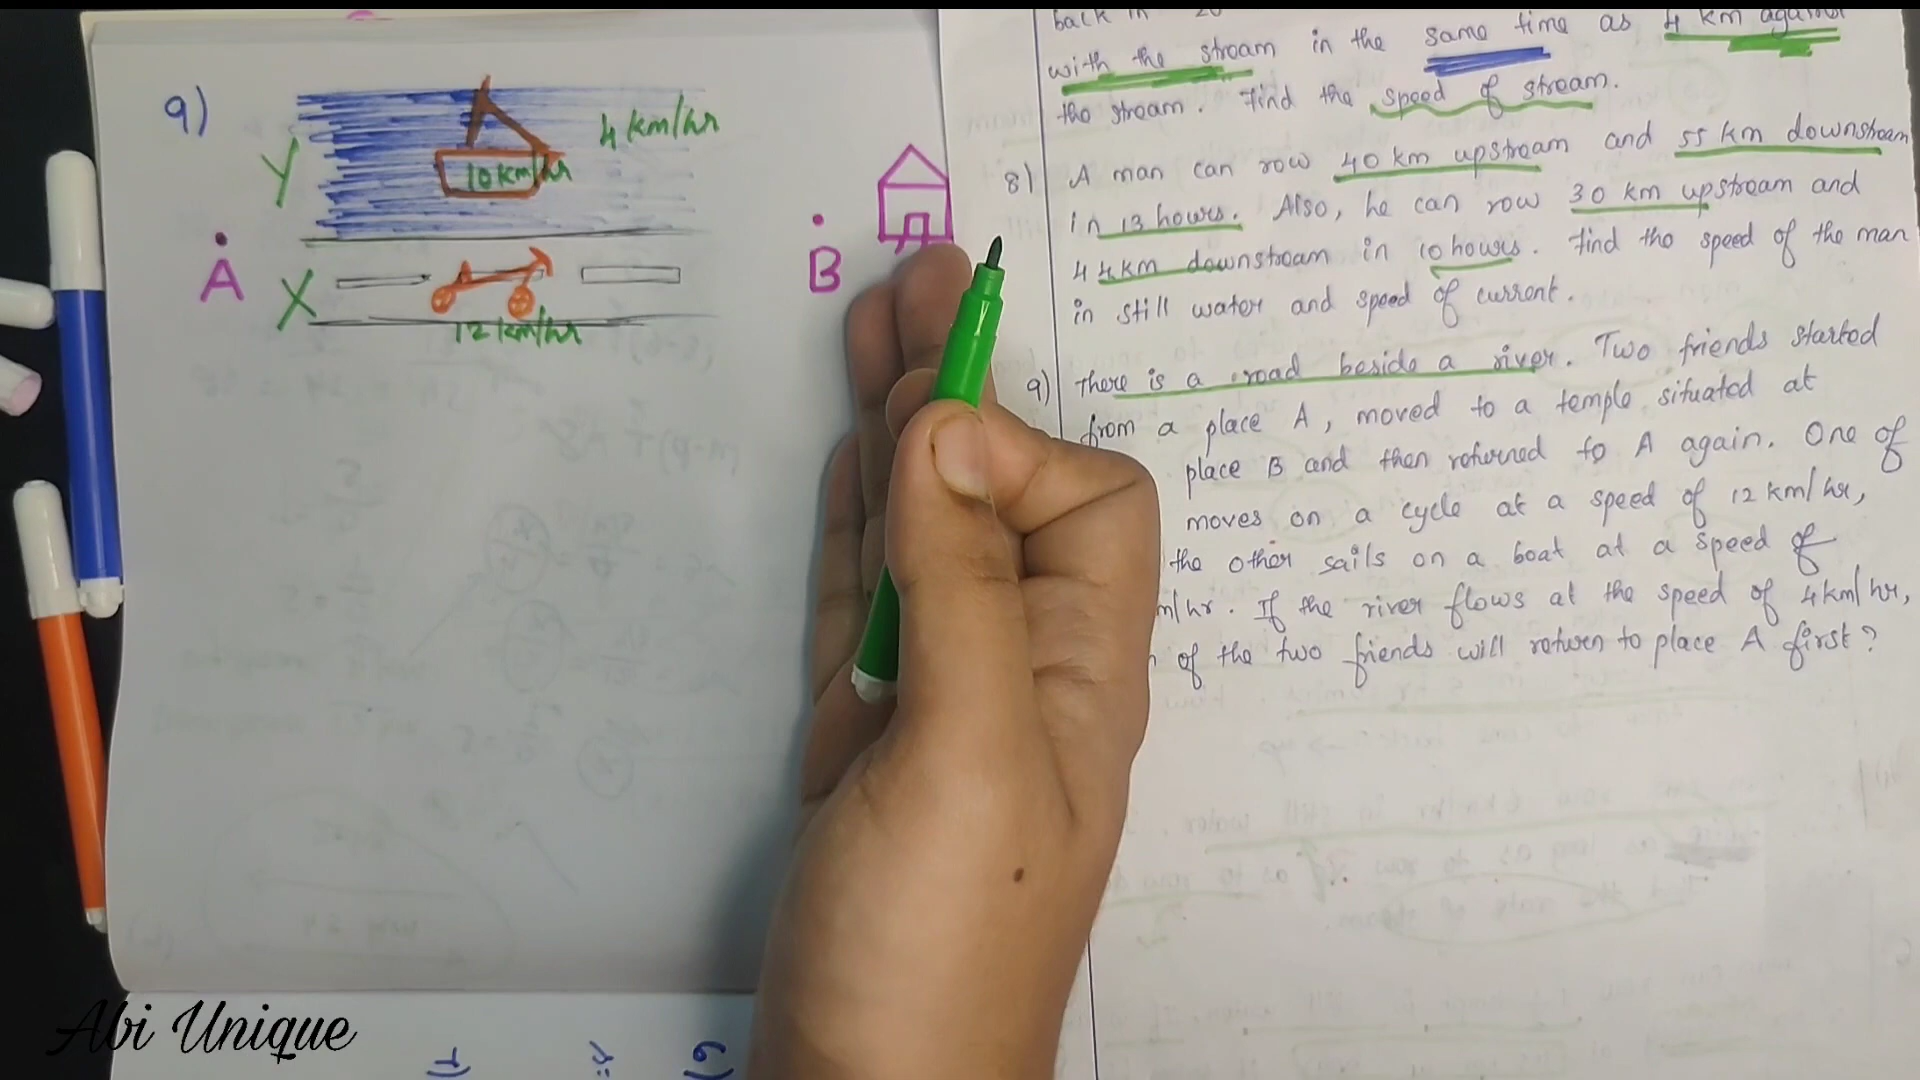 9)
Y
4 km/hr
10 km/hr
A
X
B
12 km/hr
back in 20
with the stream in the same time as 4 km against
the stream. Find the speed of stream.
8) A man can row 40 km upstream and 55 km downstream
in 13 hours. Also, he can row 30 km upstream and
44km downstream in 10 hours. Find the speed of the man
in still water and speed of current.
9) There is a road beside a river. Two friends started
from a place A, moved to a temple situated at
place B and then returned to A again. One of
moves on a cycle at a speed of 12 km/hr,
the other sails on a boat at a speed of
m/hr. If the river flows at the speed of 4km/hr,
of the two friends will return to place A first?
Abi Unique